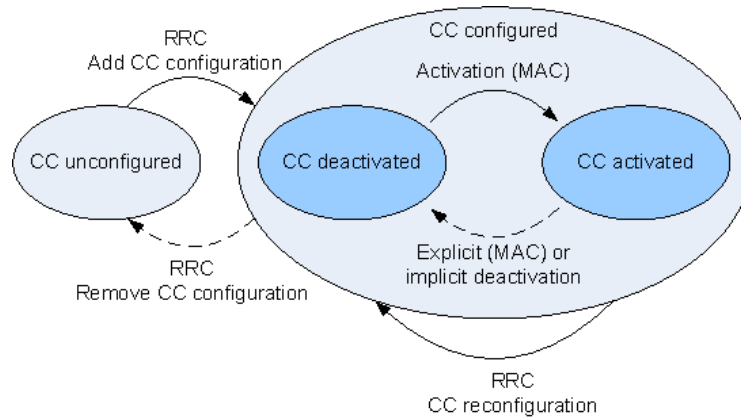 CC configured
RRC
Add CC configuration
Activation (MAC)
CC unconfigured
CC deactivated
CC activated
Explicit (MAC) or
implicit deactivation
RRC
Remove CC configuration
RRC
CC reconfiguration